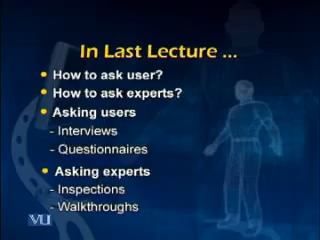 In Last Lecture ...
• How to ask user?
• How to ask experts?
• Asking users
- Interviews
- Questionnaires
• Asking experts
- Inspections
- Walkthroughs
VU